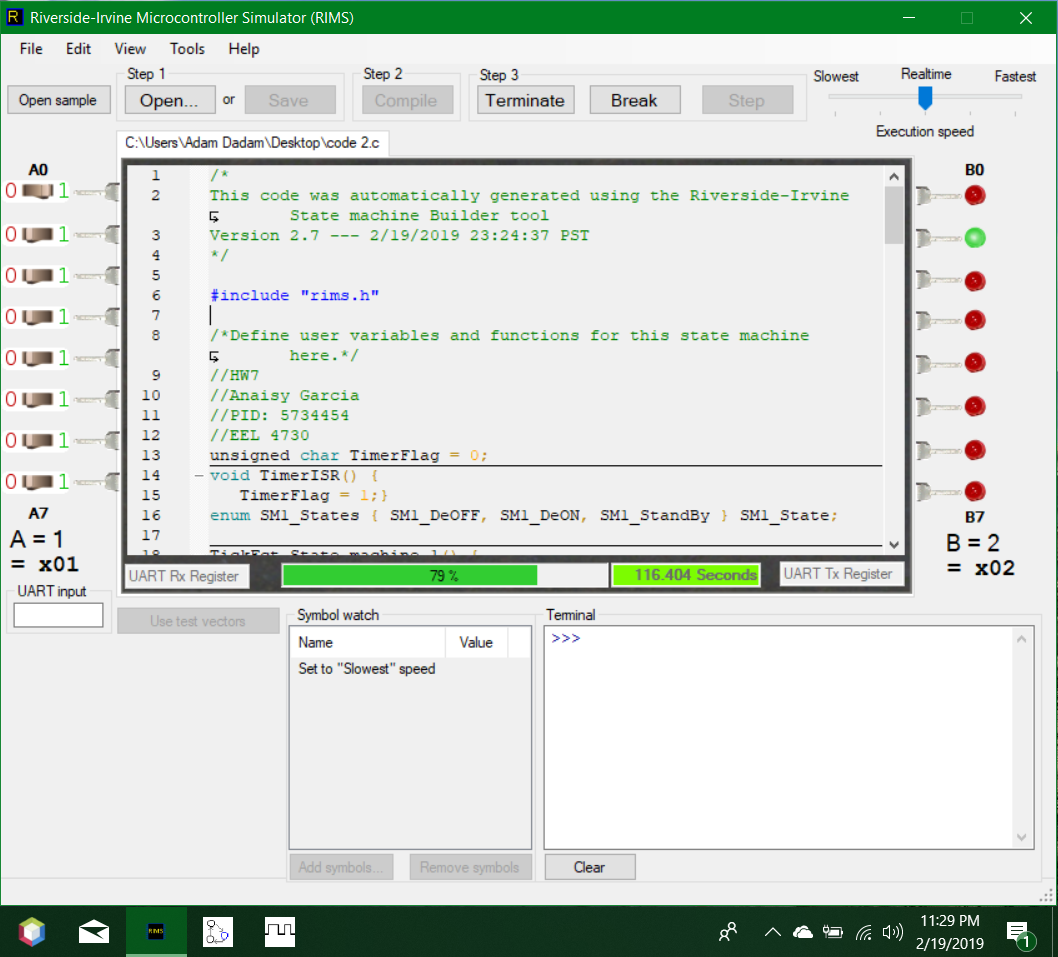 Riverside-Irvine Microcontroller Simulator (RIMS)
File Edit View Tools Help
Step 1 Step 2 Step 3 Slowest Realtime Fastest
Open sample Open... or Save Compile Terminate Break Step
Execution speed
C:\Users\Adam Dadam\Desktop\code 2.c
A0
B0
0 1
0 1
0 1
0 1
0 1
0 1
0 1
0 1
A7
A = 1
= x01
1 /*
2 This code was automatically generated using the Riverside-Irvine
State machine Builder tool
3 Version 2.7 --- 2/19/2019 23:24:37 PST
4 */
5
6 #include "rims.h"
7
8 /*Define user variables and functions for this state machine
here.*/
9 //HW7
10 //Anaisy Garcia
11 //PID: 5734454
12 //EEL 4730
13 unsigned char TimerFlag = 0;
14 void TimerISR() {
15 TimerFlag = 1;}
16 enum SM1_States { SM1_DeOFF, SM1_DeON, SM1_StandBy } SM1_State;
17
18 TickFct_State_machine_1() {
B7
B = 2
= x02
UART Rx Register 79 % 116.404 Seconds UART Tx Register
UART input
Use test vectors
Symbol watch
Name Value
Set to "Slowest" speed
Add symbols... Remove symbols
Terminal
>>>
Clear
RIMS
11:29 PM
2/19/2019
1